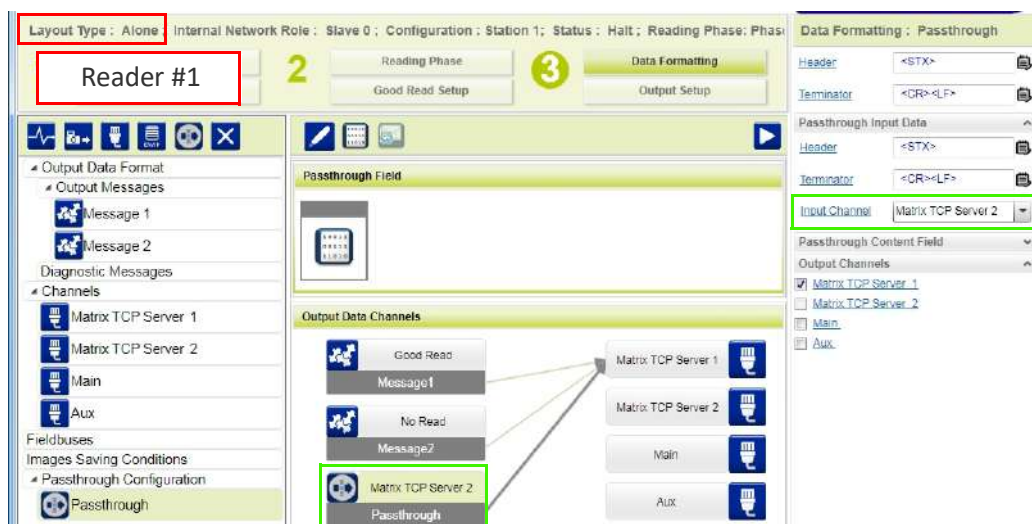 Layout Type : Alone ; Internal Network Role : Slave 0 ; Configuration : Station 1; Status : Halt ; Reading Phase: Phas
Reader #1
2
Reading Phase
Good Read Setup
3
Data Formatting
Output Setup
Output Data Format
Output Messages
Message 1
Message 2
Diagnostic Messages
Channels
Matrix TCP Server 1
Matrix TCP Server 2
Main
Aux
Fieldbuses
Images Saving Conditions
Passthrough Configuration
Passthrough
Passthrough Field
Output Data Channels
Good Read
Message1
No Read
Message2
Matrix TCP Server 2
Passthrough
Matrix TCP Server 1
Matrix TCP Server 2
Main
Aux
Data Formatting : Passthrough
Header <STX>
Terminator <CR><LF>
Passthrough Input Data
Header <STX>
Terminator <CR><LF>
Input Channel Matrix TCP Server 2
Passthrough Content Field
Output Channels
Matrix TCP Server 1
Matrix TCP Server 2
Main
Aux